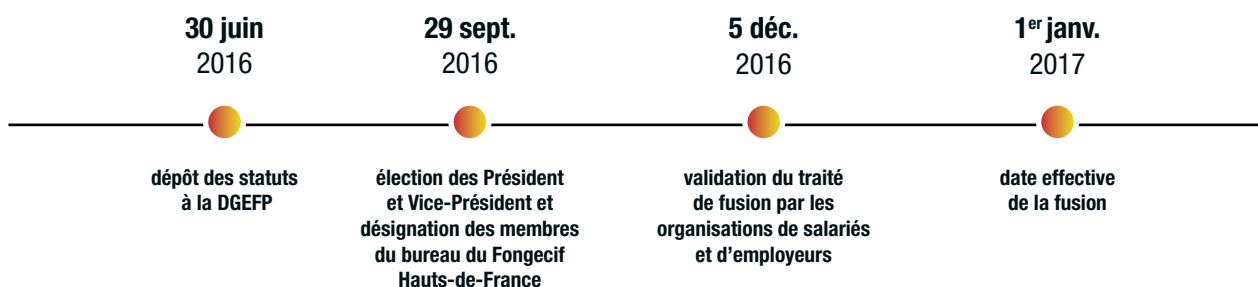 30 juin
2016
dépôt des statuts
à la DGEFP
29 sept.
2016
élection des Président
et Vice-Président et
désignation des membres
du bureau du Fongecif
Hauts-de-France
5 déc.
2016
validation du traité
de fusion par les
organisations de salariés
et d’employeurs
1er janv.
2017
date effective
de la fusion